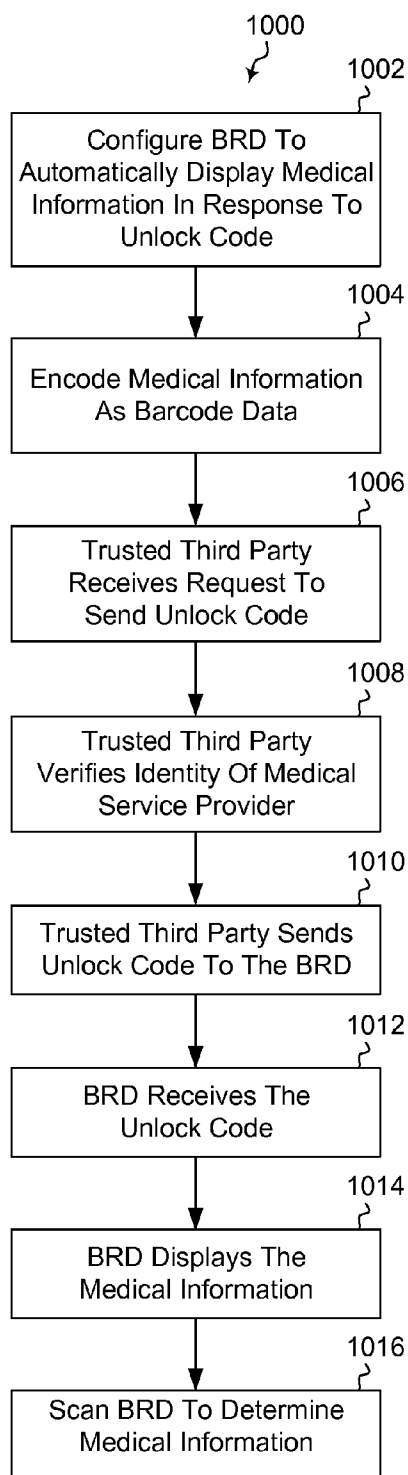 1000
1002
Configure BRD To
Automatically Display Medical
Information In Response To
Unlock Code
1004
Encode Medical Information
As Barcode Data
1006
Trusted Third Party
Receives Request To
Send Unlock Code
1008
Trusted Third Party
Verifies Identity Of Medical
Service Provider
1010
Trusted Third Party Sends
Unlock Code To The BRD
1012
BRD Receives The
Unlock Code
1014
BRD Displays The
Medical Information
1016
Scan BRD To Determine
Medical Information